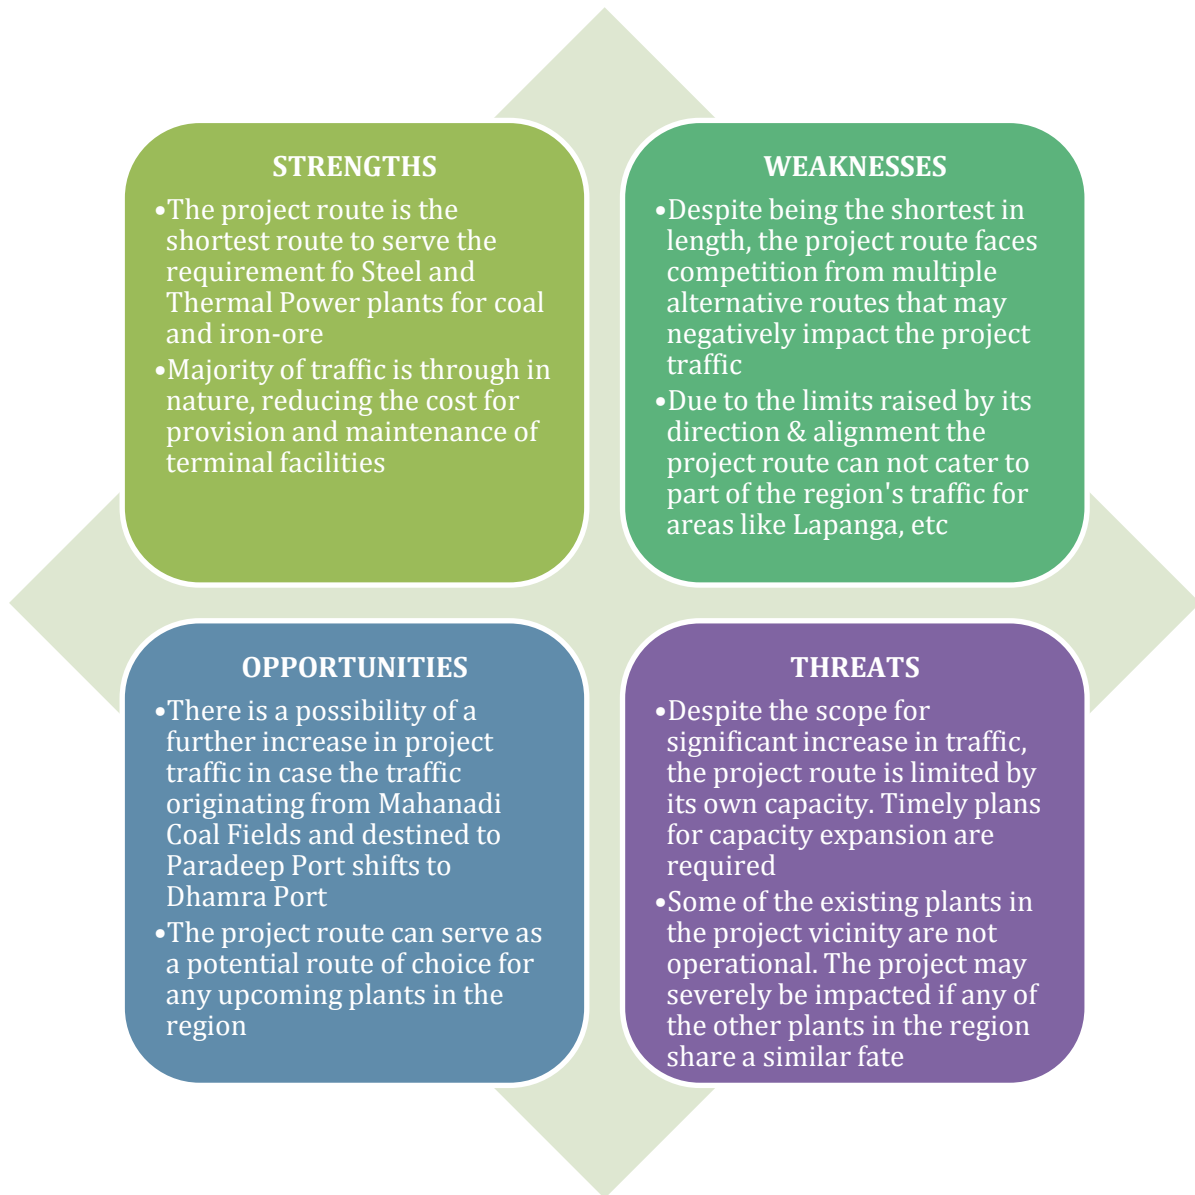 STRENGTHS
•The project route is the
shortest route to serve the
requirement fo Steel and
Thermal Power plants for coal
and iron-ore
•Majority of traffic is through in
nature, reducing the cost for
provision and maintenance of
terminal facilities
WEAKNESSES
•Despite being the shortest in
length, the project route faces
competition from multiple
alternative routes that may
negatively impact the project
traffic
•Due to the limits raised by its
direction & alignment the
project route can not cater to
part of the region's traffic for
areas like Lapanga, etc
OPPORTUNITIES
•There is a possibility of a
further increase in project
traffic in case the traffic
originating from Mahanadi
Coal Fields and destined to
Paradeep Port shifts to
Dhamra Port
•The project route can serve as
a potential route of choice for
any upcoming plants in the
region
THREATS
•Despite the scope for
significant increase in traffic,
the project route is limited by
its own capacity. Timely plans
for capacity expansion are
required
•Some of the existing plants in
the project vicinity are not
operational. The project may
severely be impacted if any of
the other plants in the region
share a similar fate